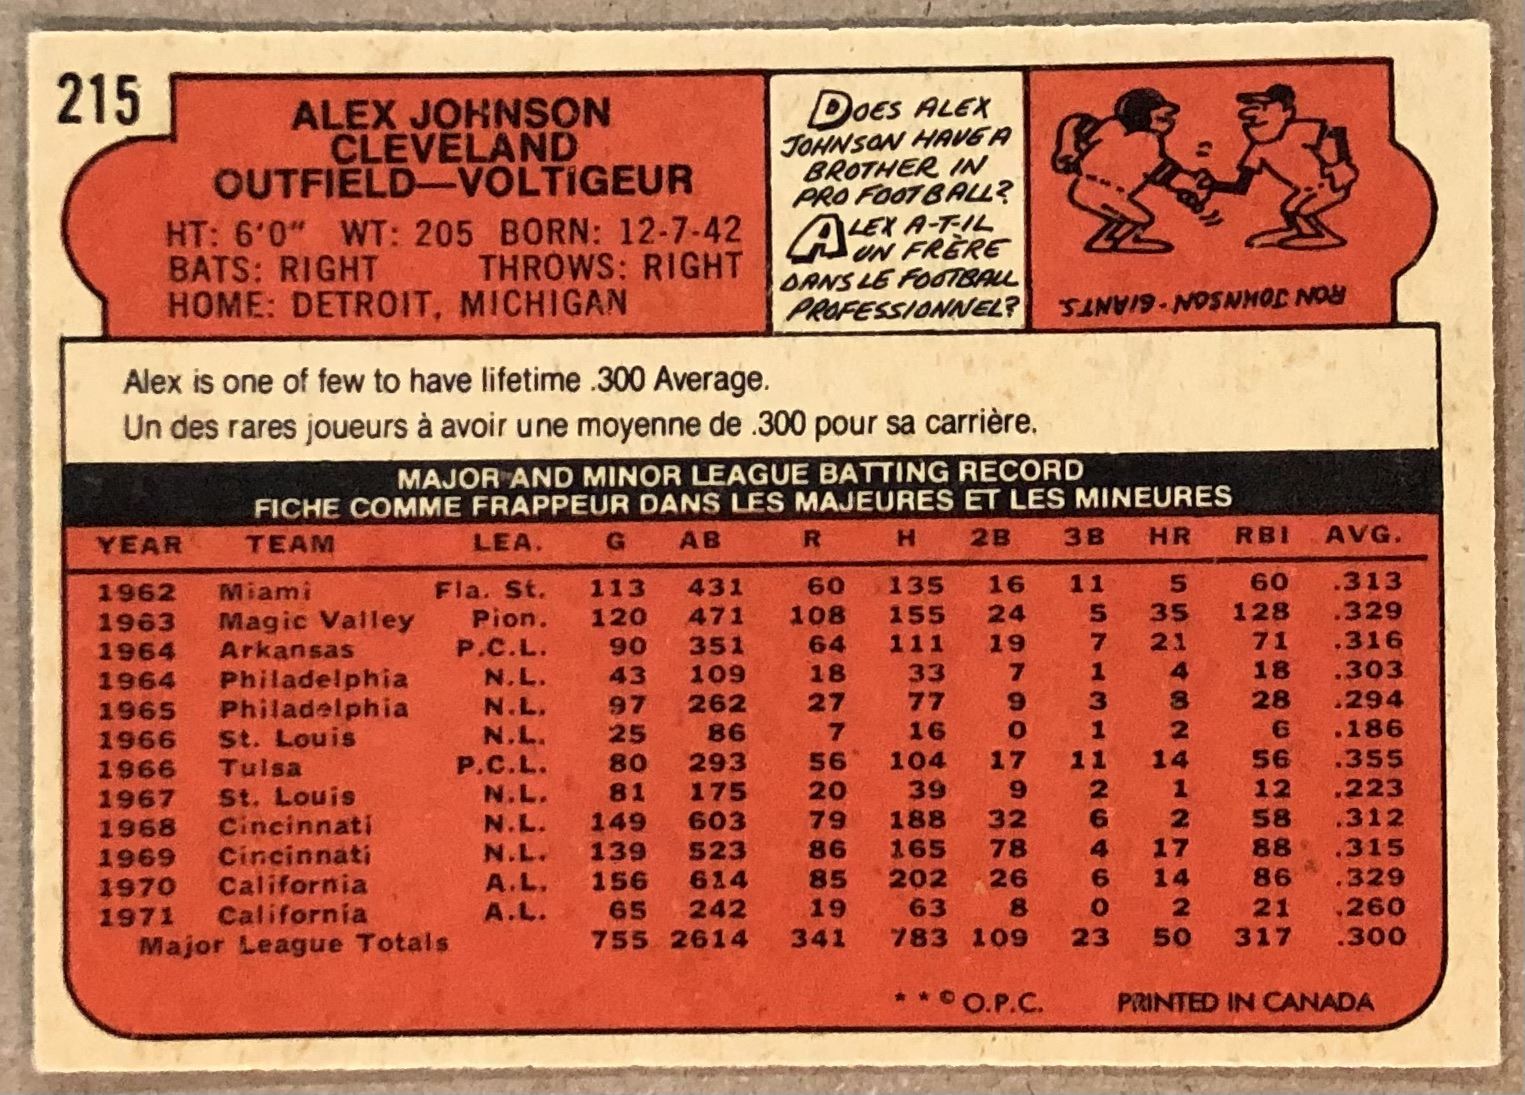 215
ALEX JOHNSON
CLEVELAND
OUTFIELD—VOLTIGEUR
HT: 6'0" WT: 205 BORN: 12-7-42
BATS: RIGHT THROWS: RIGHT
HOME: DETROIT, MICHIGAN
DOES ALEX
JOHNSON HAVE A
BROTHER IN
PRO FOOTBALL?
ALEX A-T-IL
UN FRÈRE
DANS LE FOOTBALL
PROFESSIONNEL?
RON JOHNSON - GIANTS.
Alex is one of few to have lifetime .300 Average.
Un des rares joueurs à avoir une moyenne de .300 pour sa carrière.
MAJOR AND MINOR LEAGUE BATTING RECORD
FICHE COMME FRAPPEUR DANS LES MAJEURES ET LES MINEURES
YEAR TEAM LEA. G AB R H 2B 3B HR RBI AVG.
1962 Miami Fla. St. 113 431 60 135 16 11 5 60 .313
1963 Magic Valley Pion. 120 471 108 155 24 5 35 128 .329
1964 Arkansas P.C.L. 90 351 64 111 19 7 21 71 .316
1964 Philadelphia N.L. 43 109 18 33 7 1 4 18 .303
1965 Philadelphia N.L. 97 262 27 77 9 3 8 28 .294
1966 St. Louis N.L. 25 86 7 16 0 1 2 6 .186
1966 Tulsa P.C.L. 80 293 56 104 17 11 14 56 .355
1967 St. Louis N.L. 81 175 20 39 9 2 1 12 .223
1968 Cincinnati N.L. 149 603 79 188 32 6 2 58 .312
1969 Cincinnati N.L. 139 523 86 165 78 4 17 88 .315
1970 California A.L. 156 614 85 202 26 6 14 86 .329
1971 California A.L. 65 242 19 63 8 0 2 21 .260
Major League Totals 755 2614 341 783 109 23 50 317 .300
* * © O.P.C. PRINTED IN CANADA